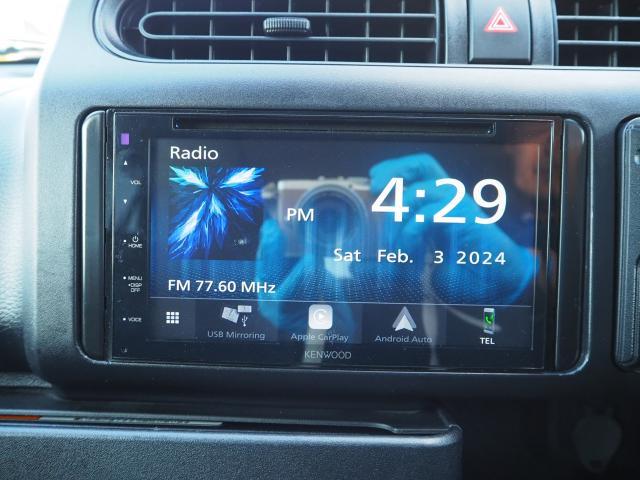 Radio
4:29
PM
VOL
Sat Feb. 3 2024
HOME
FM 77.60 MHz
MENU
DISP
OFF
VOICE
USB Mirroring
Apple CarPlay
Android Auto
TEL
KENWOOD